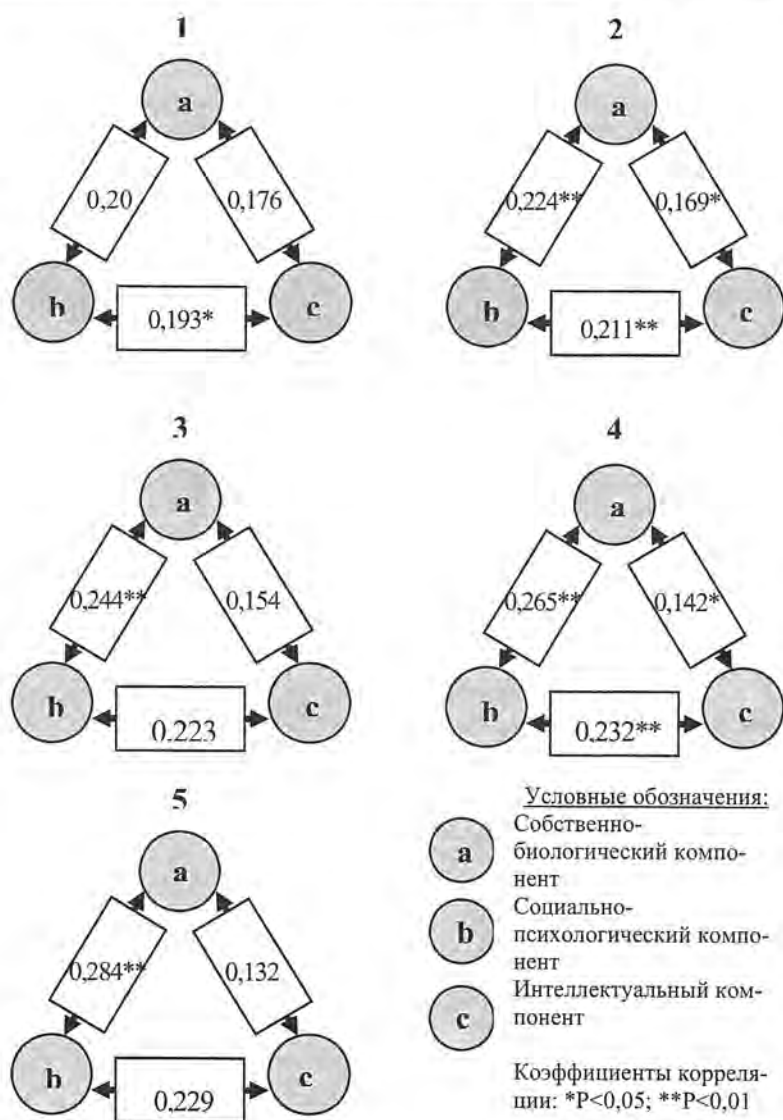 1
a
0,20
0,176
b
0,193*
c
2
a
0,224**
0,169*
b
0,211**
c
3
a
0,244**
0,154
b
0.223
c
4
a
0,265**
0,142*
b
0,232**
c
5
a
0,284**
0,132
b
0,229
c
Условные обозначения:
a
Собственно-
биологический компо-
нент
b
Социально-
психологический компо-
нент
c
Интеллектуальный ком-
понент
Коэффициенты корреля-
ции: *P<0,05; **P<0,01